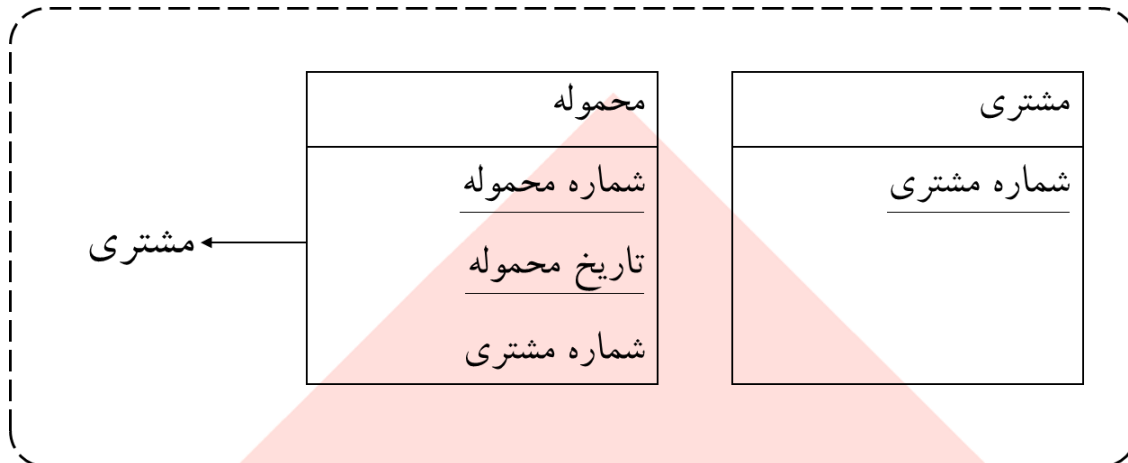 مشتری
شماره مشتری
محموله
شماره محموله
تاریخ محموله
شماره مشتری
مشتری